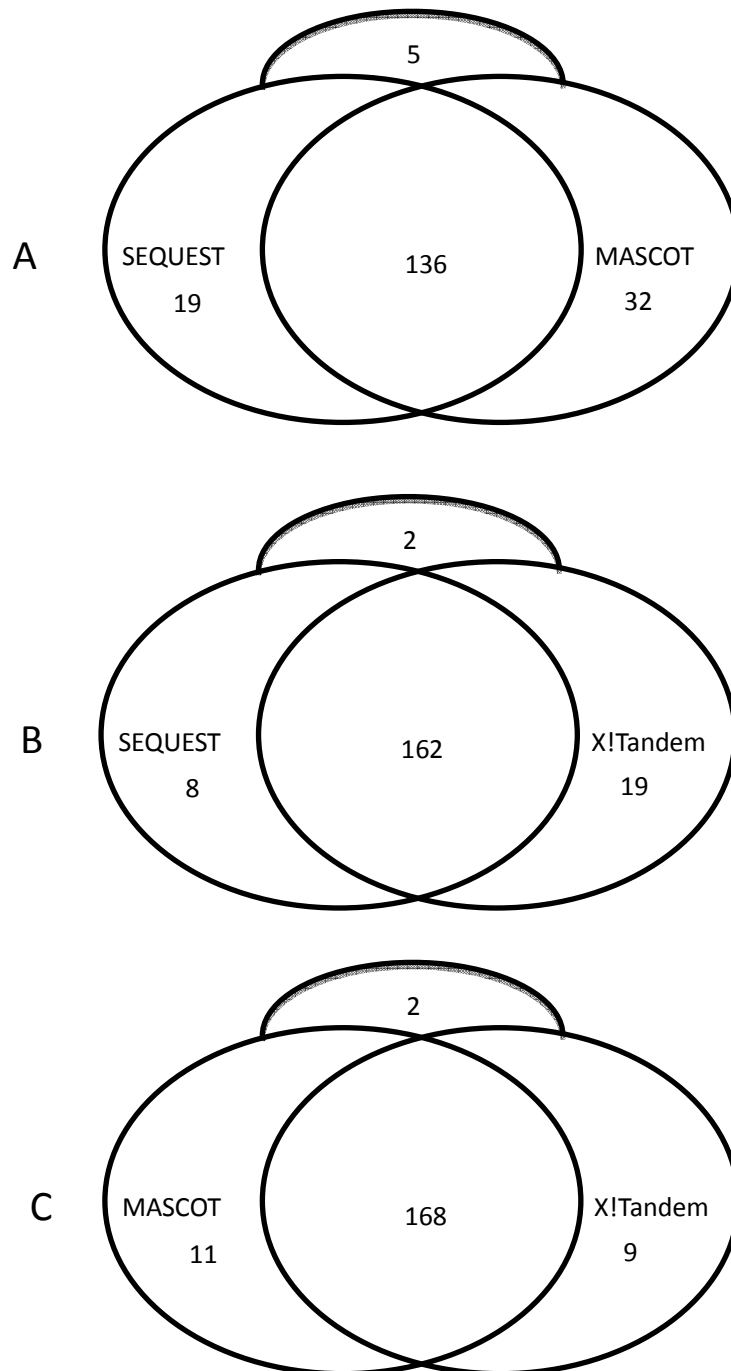 5
A
SEQUEST
19
136
MASCOT
32
2
B
SEQUEST
8
162
X!Tandem
19
2
C
MASCOT
11
168
X!Tandem
9